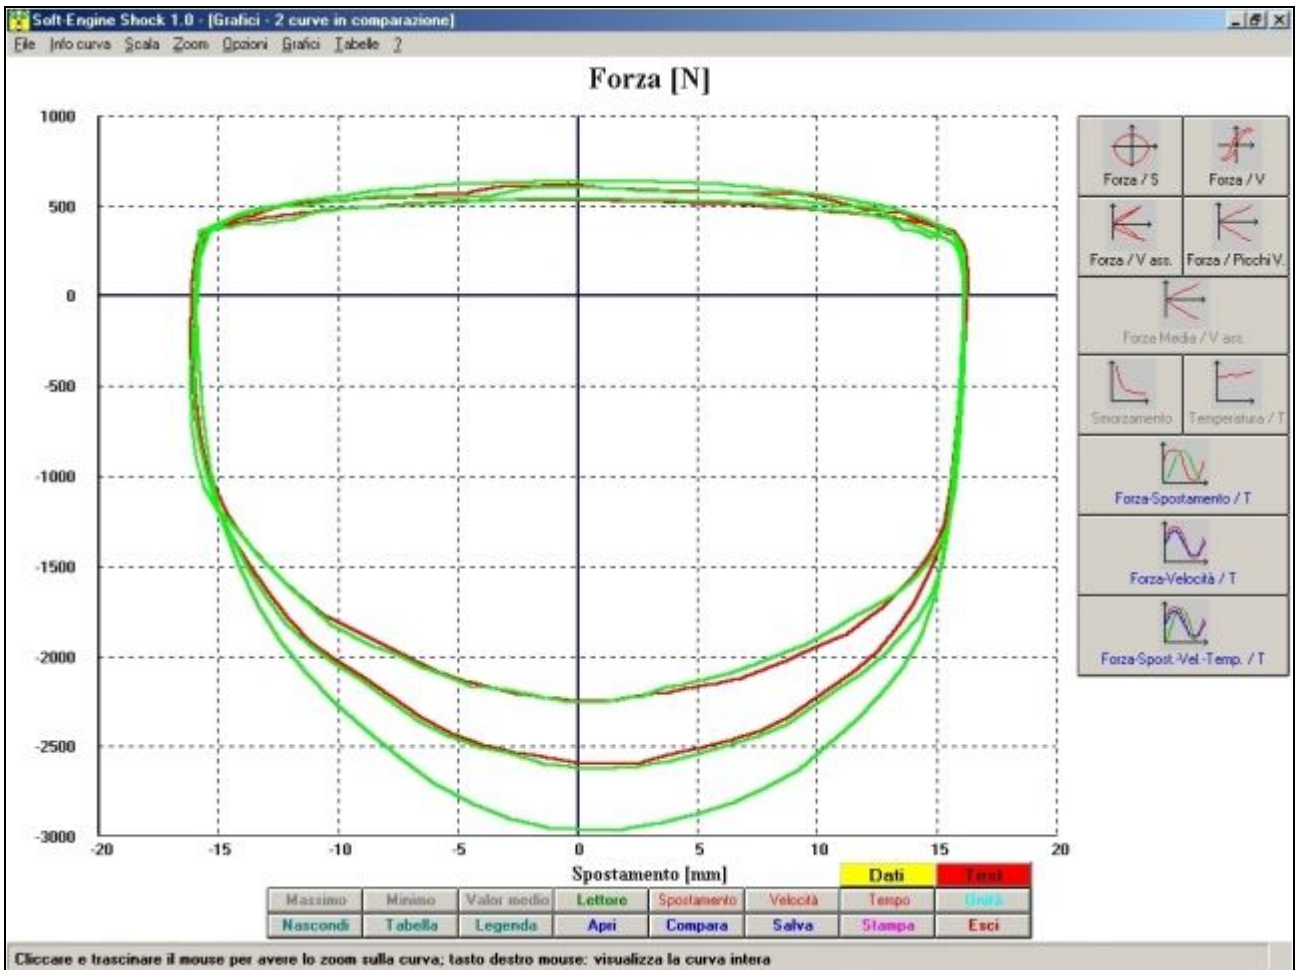 Soft-Engine Shock 1.0 - [Grafici - 2 curve in comparazione]
File Info curva Scala Zoom Opzioni Grafici Tabelle ?
Forza [N]
1000
500
0
-500
-1000
-1500
-2000
-2500
-3000
-20 -15 -10 -5 0 5 10 15 20
Spostamento [mm]
Forza / S Forza / V
Forza / V ass. Forza / Picchi V.
Forza Media / V ass.
Smorzamento Temperatura / T
Forza-Spostamento / T
Forza-Velocità / T
Forza-Spost.-Vel.-Temp. / T
Dati Test
Massimo Minimo Valor medio Lettore Spostamento Velocità Tempo Unità
Nascondi Tabella Legenda Apri Compara Salva Stampa Esci
Cliccare e trascinare il mouse per avere lo zoom sulla curva; tasto destro mouse: visualizza la curva intera